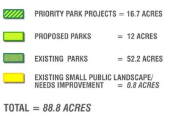 PRIORITY PARK PROJECTS = 16.7 ACRES
PROPOSED PARKS = 12 ACRES
EXISTING PARKS = 52.2 ACRES
EXISTING SMALL PUBLIC LANDSCAPE/
NEEDS IMPROVEMENT = 0.8 ACRES
TOTAL = 88.8 ACRES